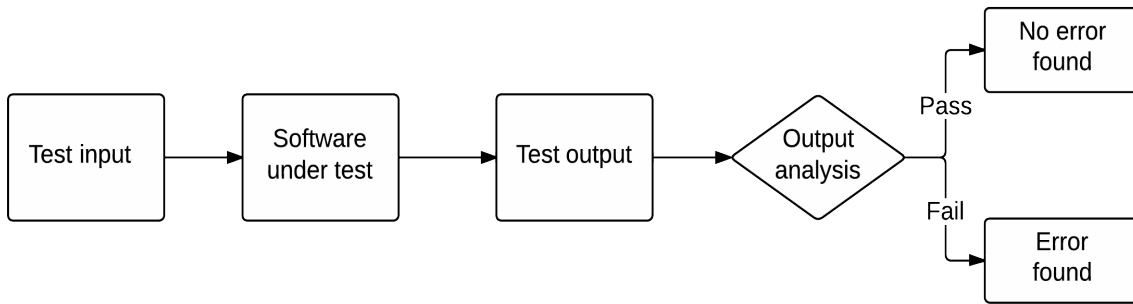 Test input
Software
under test
Test output
Output
analysis
Pass
No error
found
Fail
Error
found